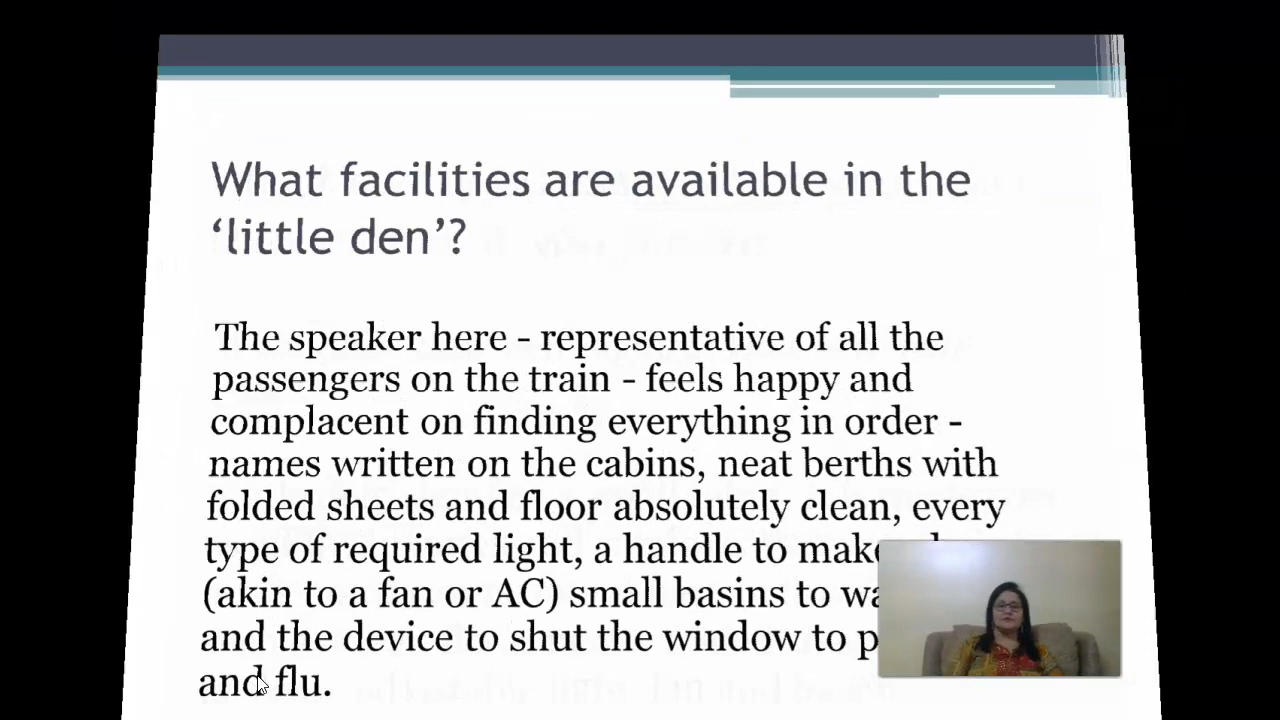 What facilities are available in the
‘little den’?
The speaker here - representative of all the
passengers on the train - feels happy and
complacent on finding everything in order -
names written on the cabins, neat berths with
folded sheets and floor absolutely clean, every
type of required light, a handle to make
(akin to a fan or AC) small basins to
and the device to shut the window to
and flu.